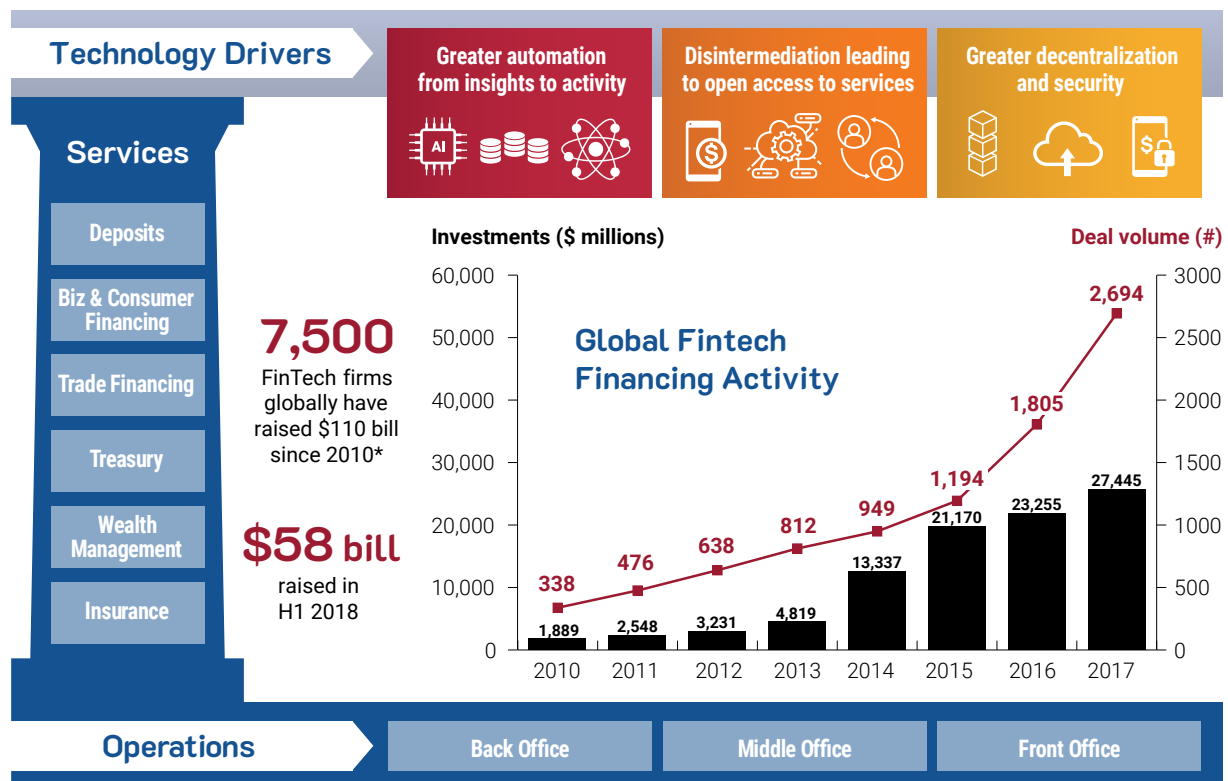 Technology Drivers
Greater automation
from insights to activity
AI
Disintermediation leading
to open access to services
$
Greater decentralization
and security
$
Services
Deposits
Biz & Consumer
Financing
Trade Financing
Treasury
Wealth
Management
Insurance
7,500
FinTech firms
globally have
raised $110 bill
since 2010*
$58 bill
raised in
H1 2018
Investments ($ millions)
Deal volume (#)
Global Fintech
Financing Activity
60,000
50,000
40,000
30,000
20,000
10,000
0
3000
2500
2000
1500
1000
500
0
338
476
638
812
949
1,194
1,805
2,694
1,889
2,548
3,231
4,819
13,337
21,170
23,255
27,445
2010
2011
2012
2013
2014
2015
2016
2017
Operations
Back Office
Middle Office
Front Office